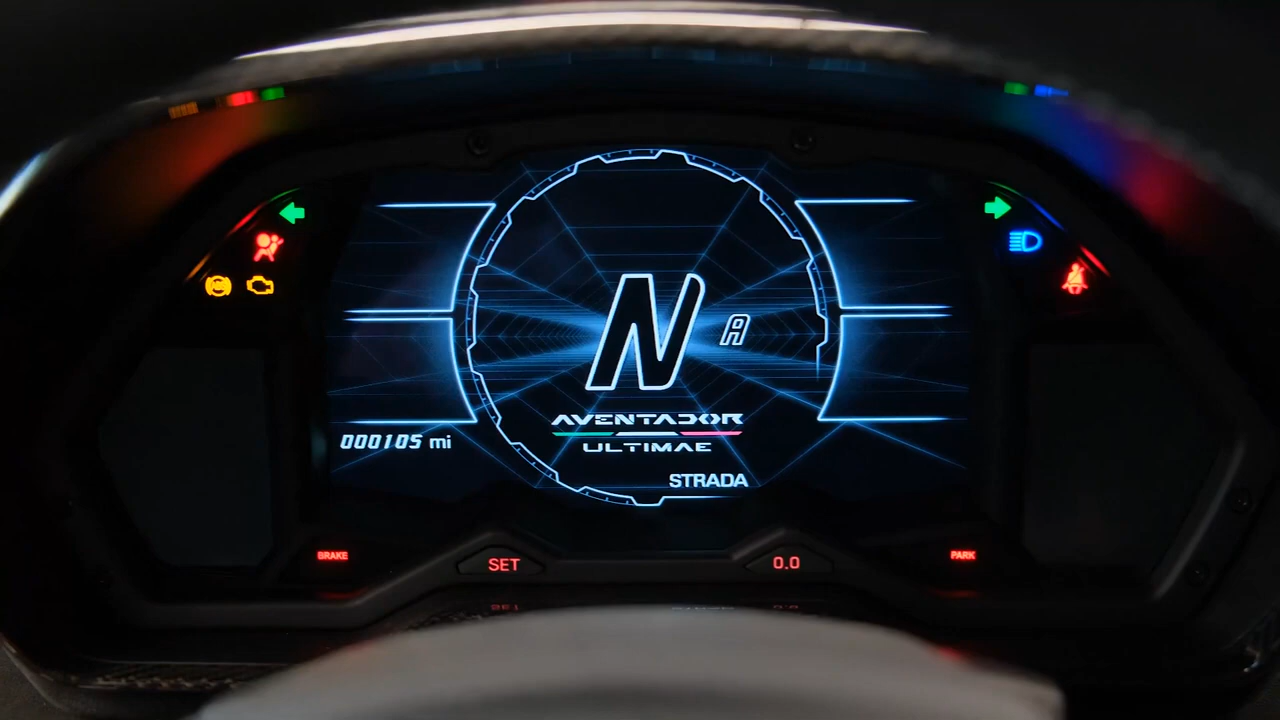 N A
AVENTADOR
ULTIMAE
000105 mi
STRADA
BRAKE
SET
0.0
PARK